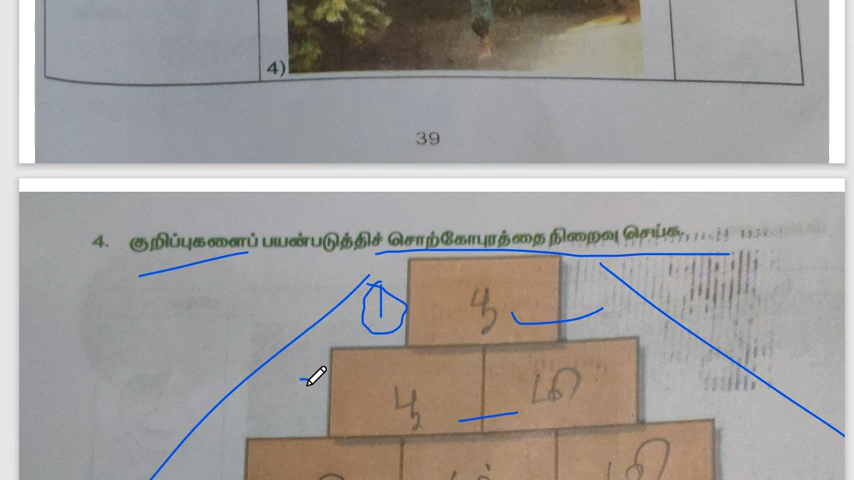 4)
39
4. குறிப்புகளைப் பயன்படுத்திச் சொற்கோபுரத்தை நிறைவு செய்க.
1
பூ
பூ மி